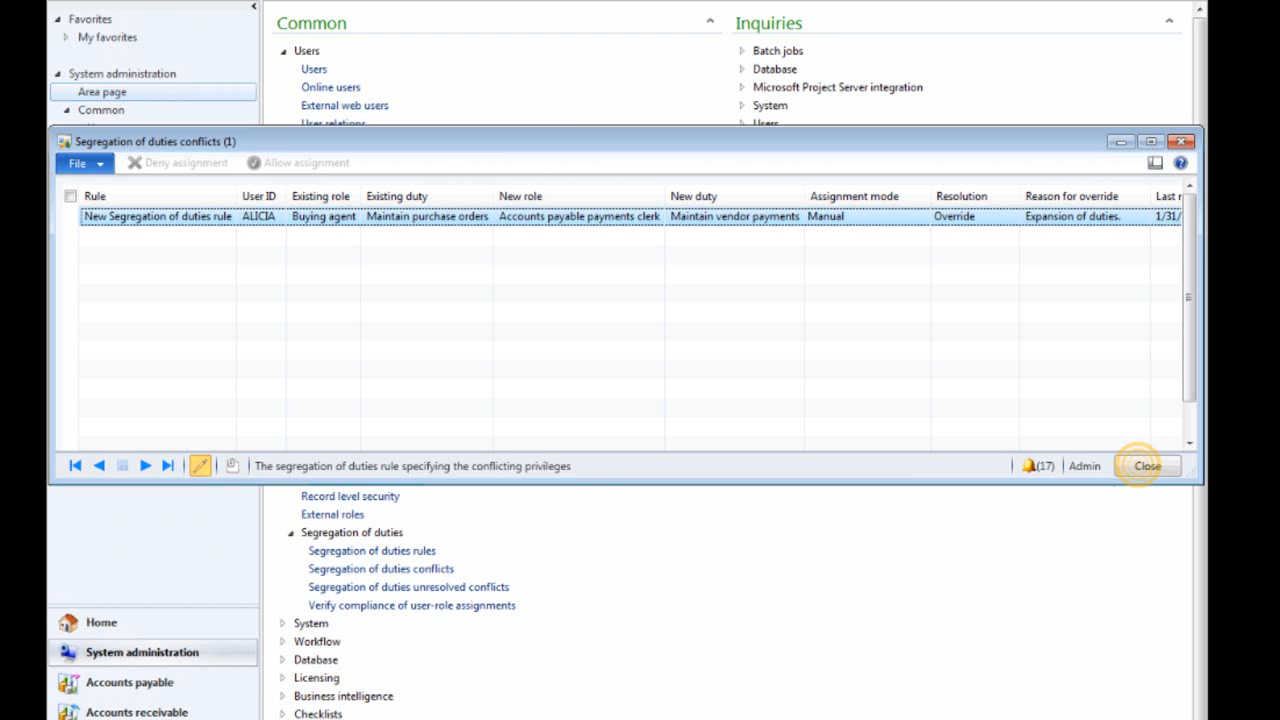 Favorites
My favorites
System administration
Area page
Common
Common
Users
Users
Online users
External web users
User relations
Inquiries
Batch jobs
Database
Microsoft Project Server integration
System
Users
Segregation of duties conflicts (1)
File
Deny assignment
Allow assignment
Rule User ID Existing role Existing duty New role New duty Assignment mode Resolution Reason for override Last r
New Segregation of duties rule ALICIA Buying agent Maintain purchase orders Accounts payable payments clerk Maintain vendor payments Manual Override Expansion of duties. 1/31/
The segregation of duties rule specifying the conflicting privileges
(17) Admin Close
Record level security
External roles
Segregation of duties
Segregation of duties rules
Segregation of duties conflicts
Segregation of duties unresolved conflicts
Verify compliance of user-role assignments
System
Workflow
Database
Licensing
Business intelligence
Checklists
Home
System administration
Accounts payable
Accounts receivable